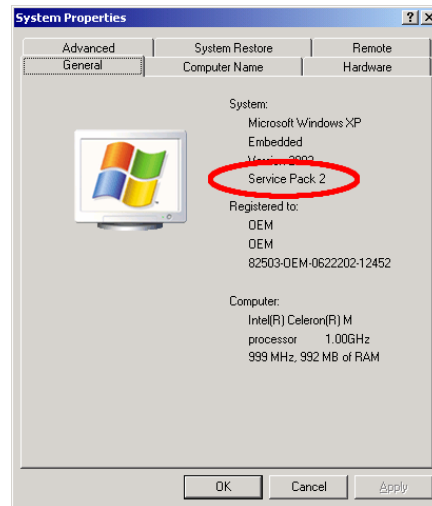 System Properties
Advanced System Restore Remote
General Computer Name Hardware
System:
Microsoft Windows XP
Embedded
Version 2002
Service Pack 2
Registered to:
OEM
OEM
82503-OEM-0622202-12452
Computer:
Intel(R) Celeron(R) M
processor 1.00GHz
999 MHz, 992 MB of RAM
OK Cancel Apply